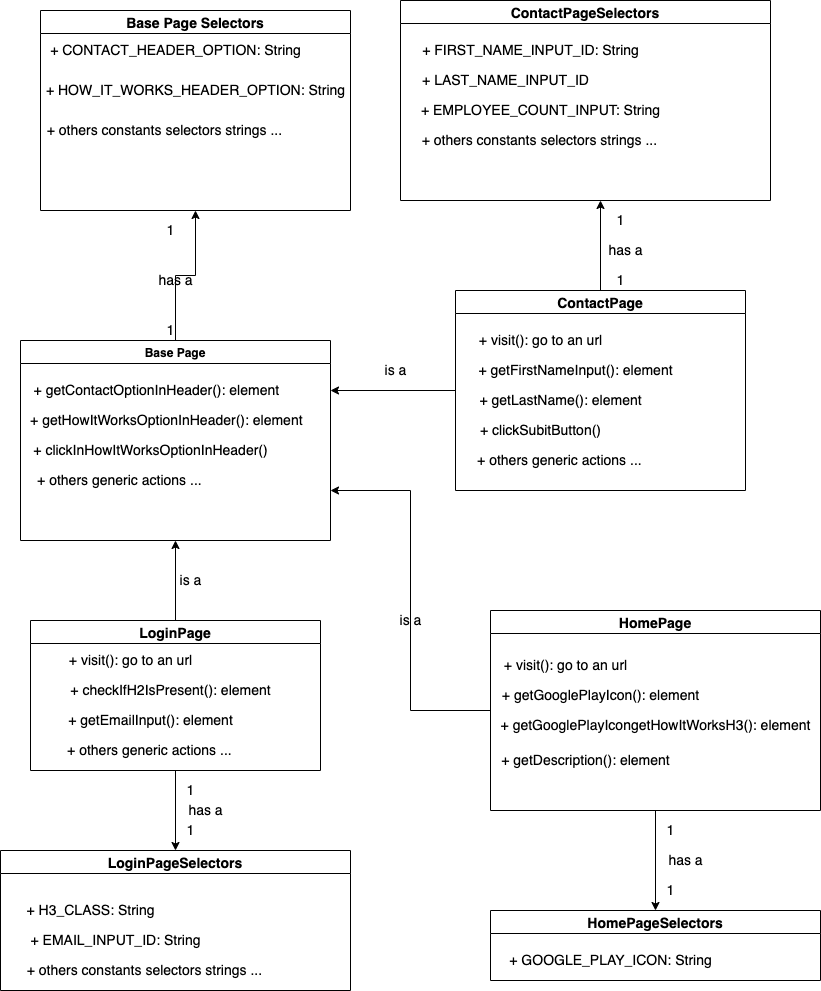 Base Page Selectors
+ CONTACT_HEADER_OPTION: String
+ HOW_IT_WORKS_HEADER_OPTION: String
+ others constants selectors strings ...
ContactPageSelectors
+ FIRST_NAME_INPUT_ID: String
+ LAST_NAME_INPUT_ID
+ EMPLOYEE_COUNT_INPUT: String
+ others constants selectors strings ...
1
has a
1
1
has a
1
Base Page
+ getContactOptionInHeader(): element
+ getHowItWorksOptionInHeader(): element
+ clickInHowItWorksOptionInHeader()
+ others generic actions ...
is a
ContactPage
+ visit(): go to an url
+ getFirstNameInput(): element
+ getLastName(): element
+ clickSubitButton()
+ others generic actions ...
is a
is a
LoginPage
+ visit(): go to an url
+ checkIfH2IsPresent(): element
+ getEmailInput(): element
+ others generic actions ...
HomePage
+ visit(): go to an url
+ getGooglePlayIcon(): element
+ getGooglePlayIcongetHowItWorksH3(): element
+ getDescription(): element
1
has a
1
1
has a
1
LoginPageSelectors
+ H3_CLASS: String
+ EMAIL_INPUT_ID: String
+ others constants selectors strings ...
HomePageSelectors
+ GOOGLE_PLAY_ICON: String